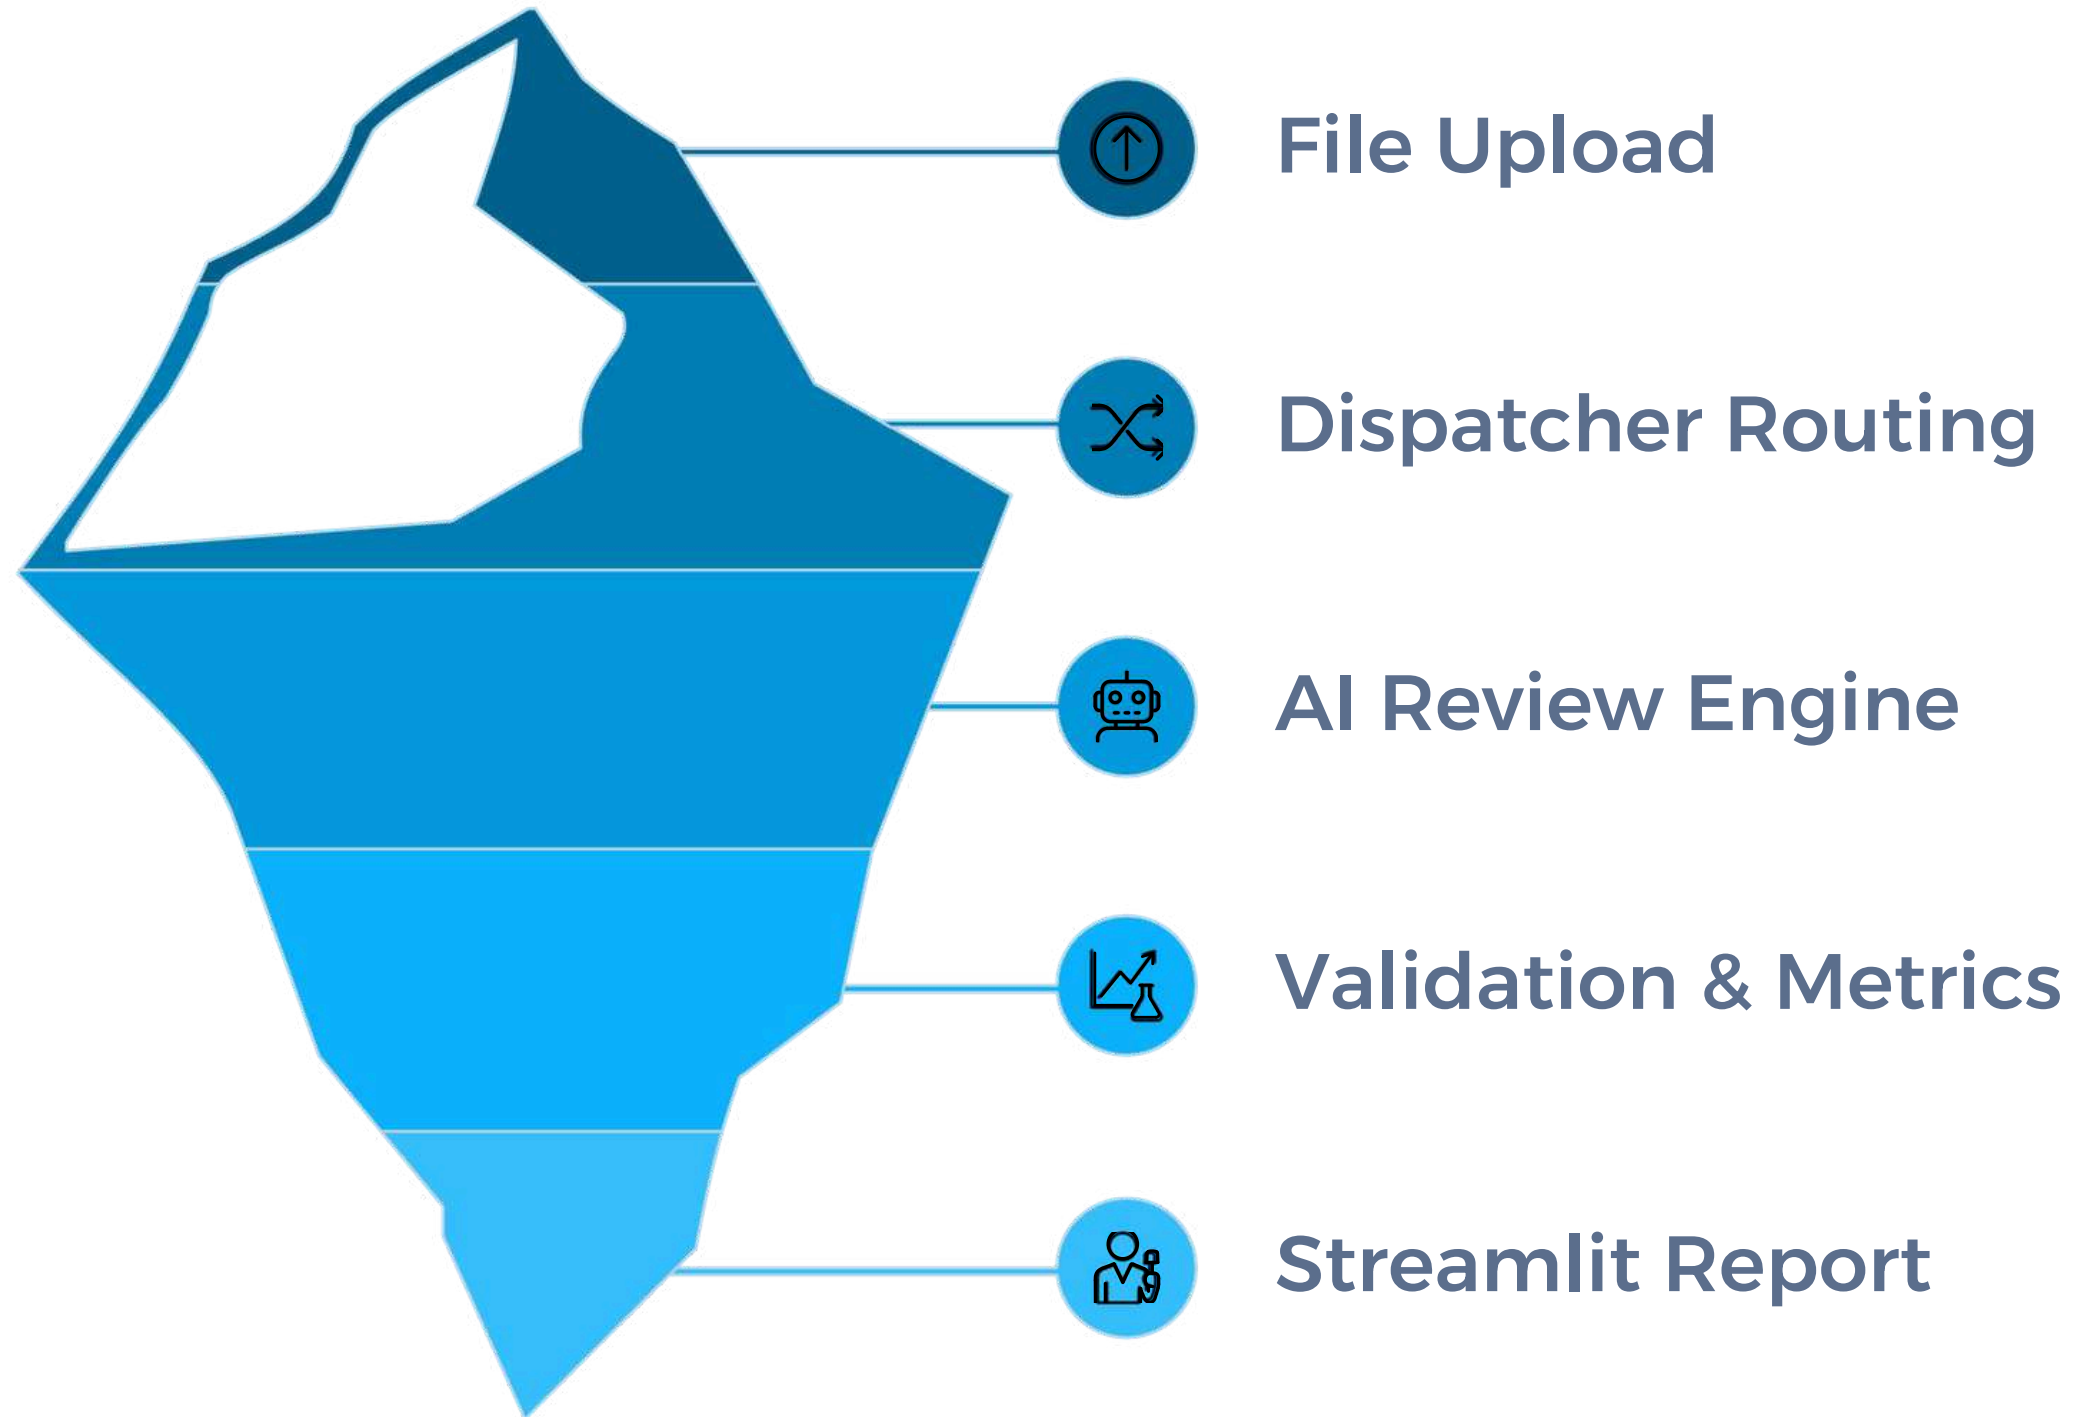 File Upload
Dispatcher Routing
AI Review Engine
Validation & Metrics
Streamlit Report